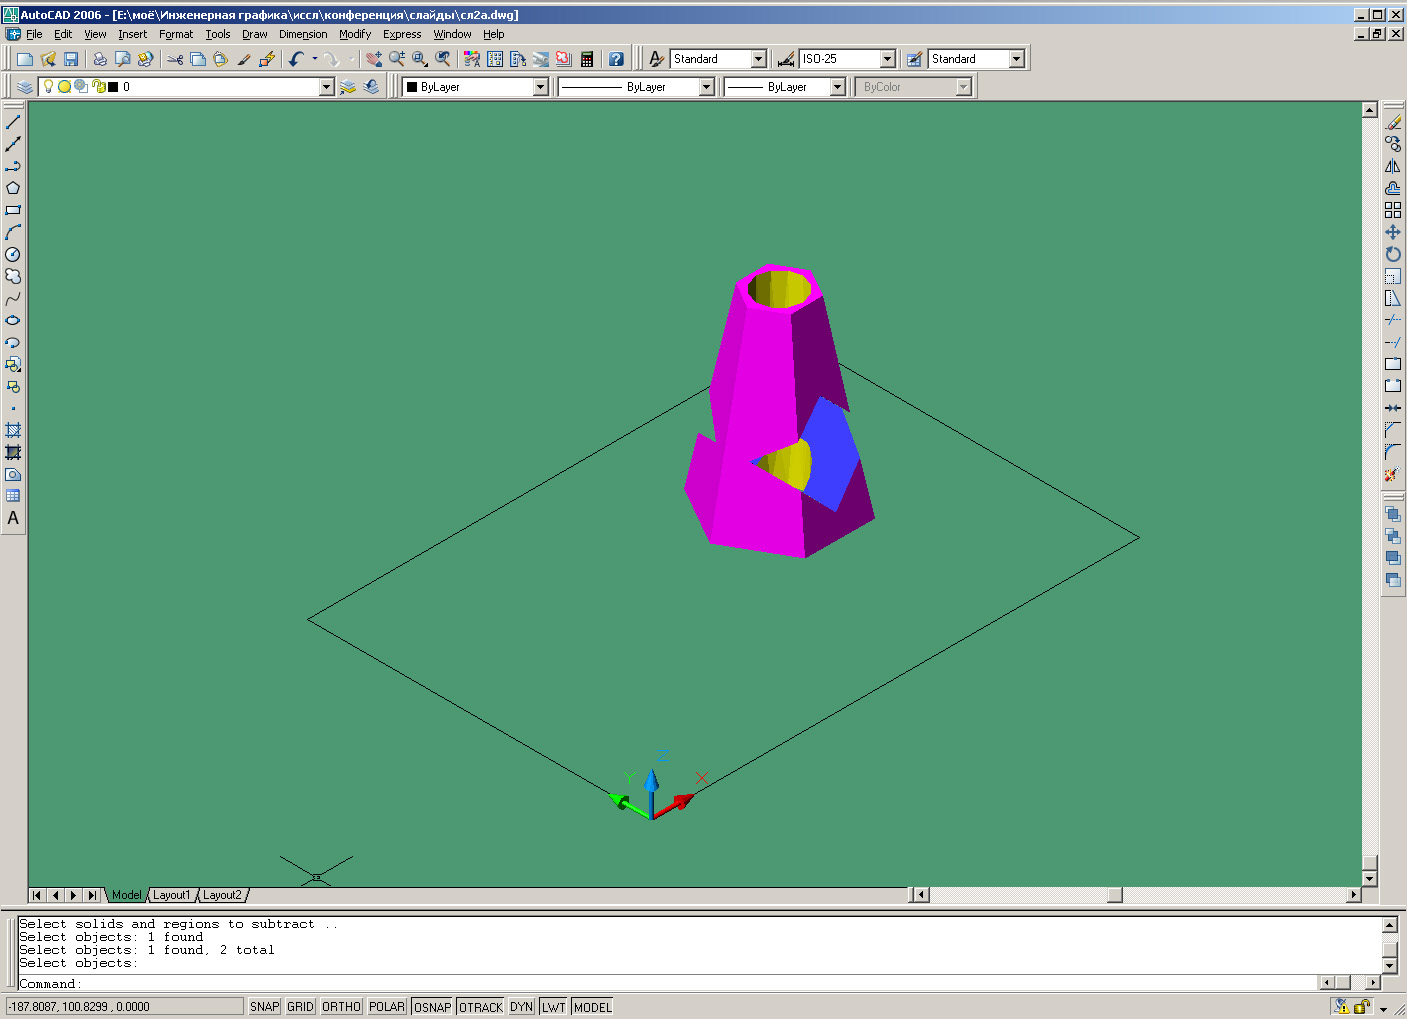 AutoCAD 2006 - [E:\моё\Инженерная графика\иссл\конференция\слайды\сл2a.dwg]
File Edit View Insert Format Tools Draw Dimension Modify Express Window Help
Standard ISO-25 Standard
0 ByLayer ByLayer ByLayer ByColor
A
Z
Y X
Model Layout1 Layout2
Select solids and regions to subtract ..
Select objects: 1 found
Select objects: 1 found, 2 total
Select objects:
Command:
-187.8087, 100.8299 , 0.0000 SNAP GRID ORTHO POLAR OSNAP OTRACK DYN LWT MODEL